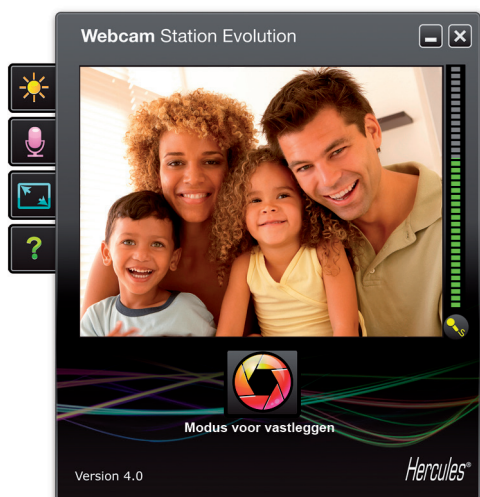 Webcam Station Evolution
?
S
Modus voor vastleggen
Version 4.0
Hercules®